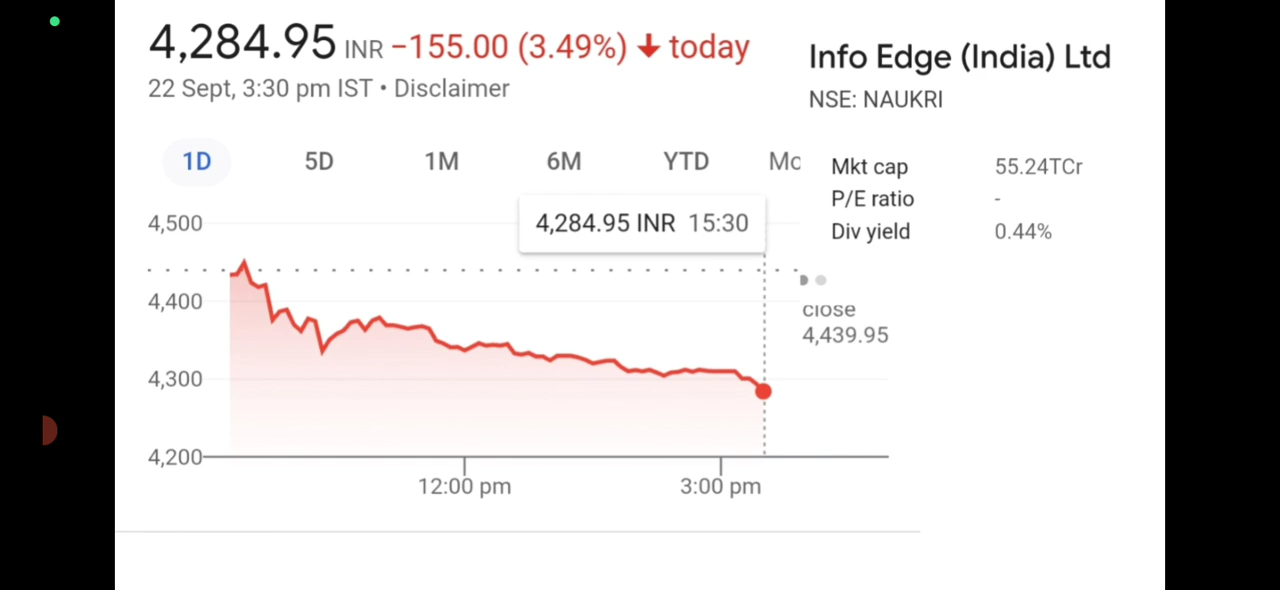 4,284.95 INR −155.00 (3.49%) ↓ today
22 Sept, 3:30 pm IST • Disclaimer
Info Edge (India) Ltd
NSE: NAUKRI
1D 5D 1M 6M YTD
Mkt cap 55.24TCr
P/E ratio -
Div yield 0.44%
4,284.95 INR 15:30
4,500
4,400
4,300
4,200
close
4,439.95
12:00 pm 3:00 pm